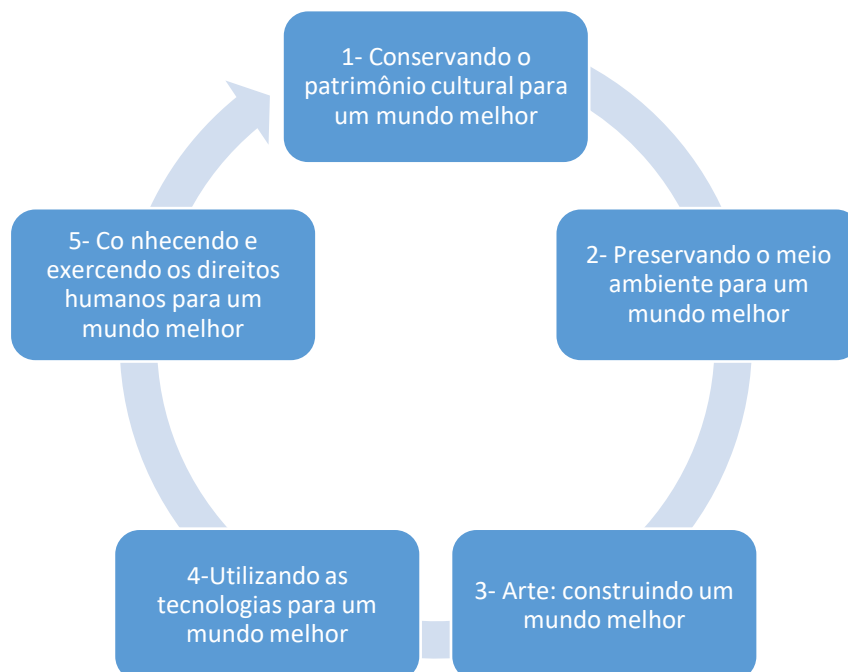 1- Conservando o
patrimônio cultural para
um mundo melhor
2- Preservando o meio
ambiente para um
mundo melhor
3- Arte: construindo um
mundo melhor
4-Utilizando as
tecnologias para um
mundo melhor
5- Co nhecendo e
exercendo os direitos
humanos para um
mundo melhor